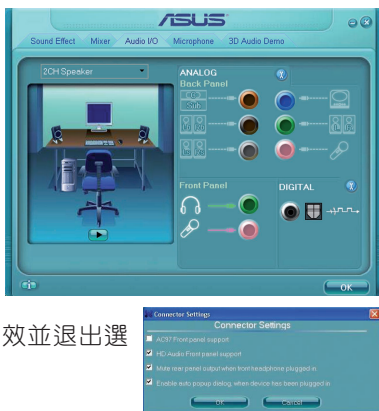 ASUS
Sound Effect Mixer Audio I/O Microphone 3D Audio Demo
2CH Speaker
ANALOG
Back Panel
Sub
Front Panel
DIGITAL
OK
效並退出選
Connector Settings
Connector Settings
AC97 Front panel support
HD Audio Front panel support
Mute rear panel output when front headphone plugged in
Enable auto popup dialog, when device has been plugged in
OK
Cancel